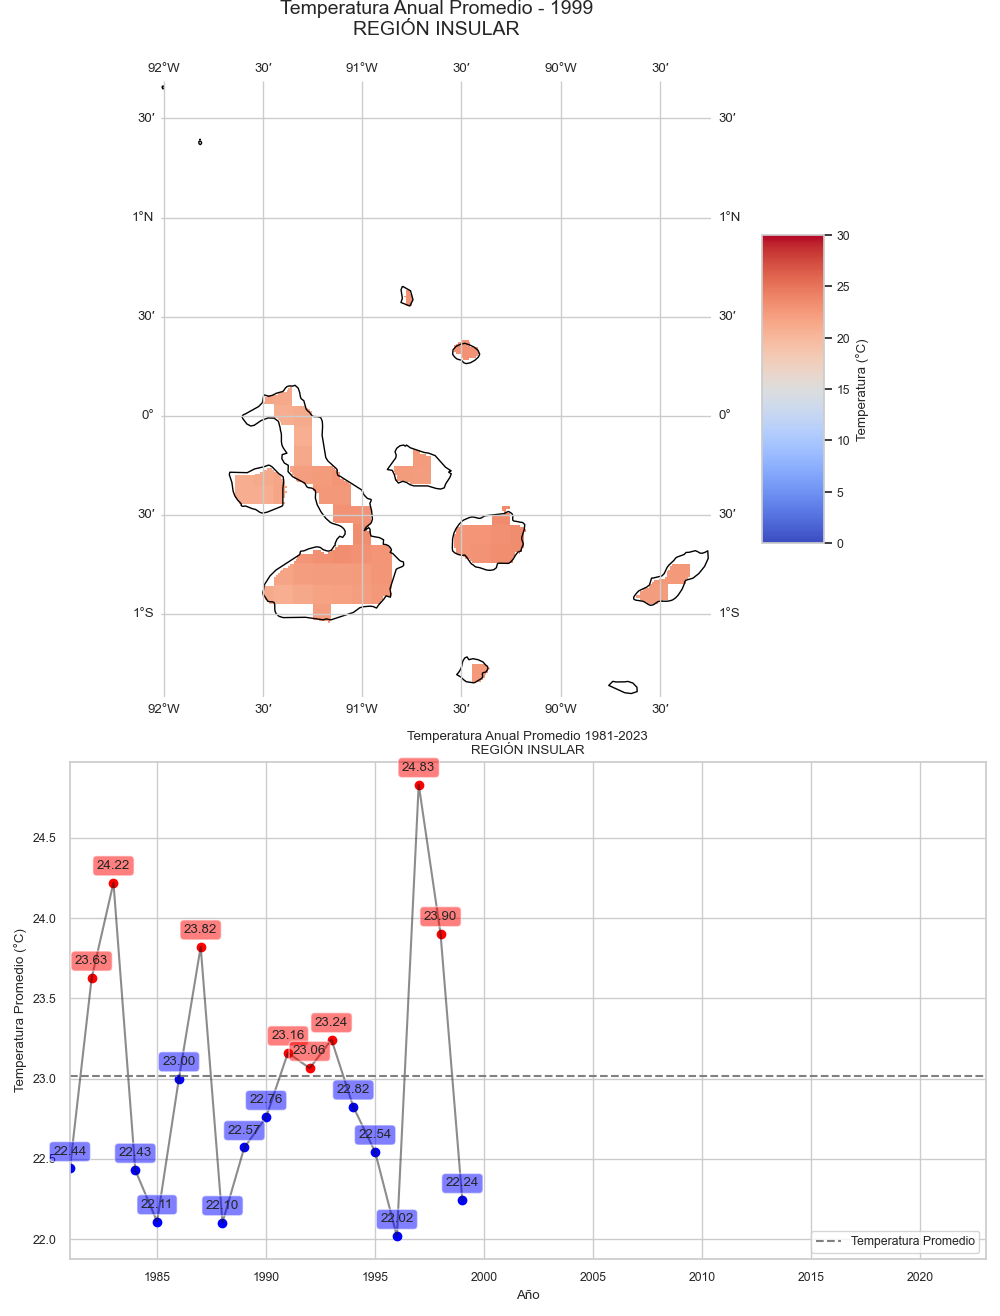 Temperatura Anual Promedio - 1999
REGIÓN INSULAR
92°W 30′ 91°W 30′ 90°W 30′
30′ 30′
1°N 1°N
30′ 30′
0° 0°
30′ 30′
1°S 1°S
92°W 30′ 91°W 30′ 90°W 30′
30
25
20
15
10
5
0
Temperatura (°C)
Temperatura Anual Promedio 1981-2023
REGIÓN INSULAR
Temperatura Promedio (°C)
24.5
24.0
23.5
23.0
22.5
22.0
22.44
23.63
24.22
22.43
22.11
23.00
23.82
22.10
22.57
22.76
23.16
23.06
23.24
22.82
22.54
22.02
24.83
23.90
22.24
Temperatura Promedio
1985 1990 1995 2000 2005 2010 2015 2020
Año